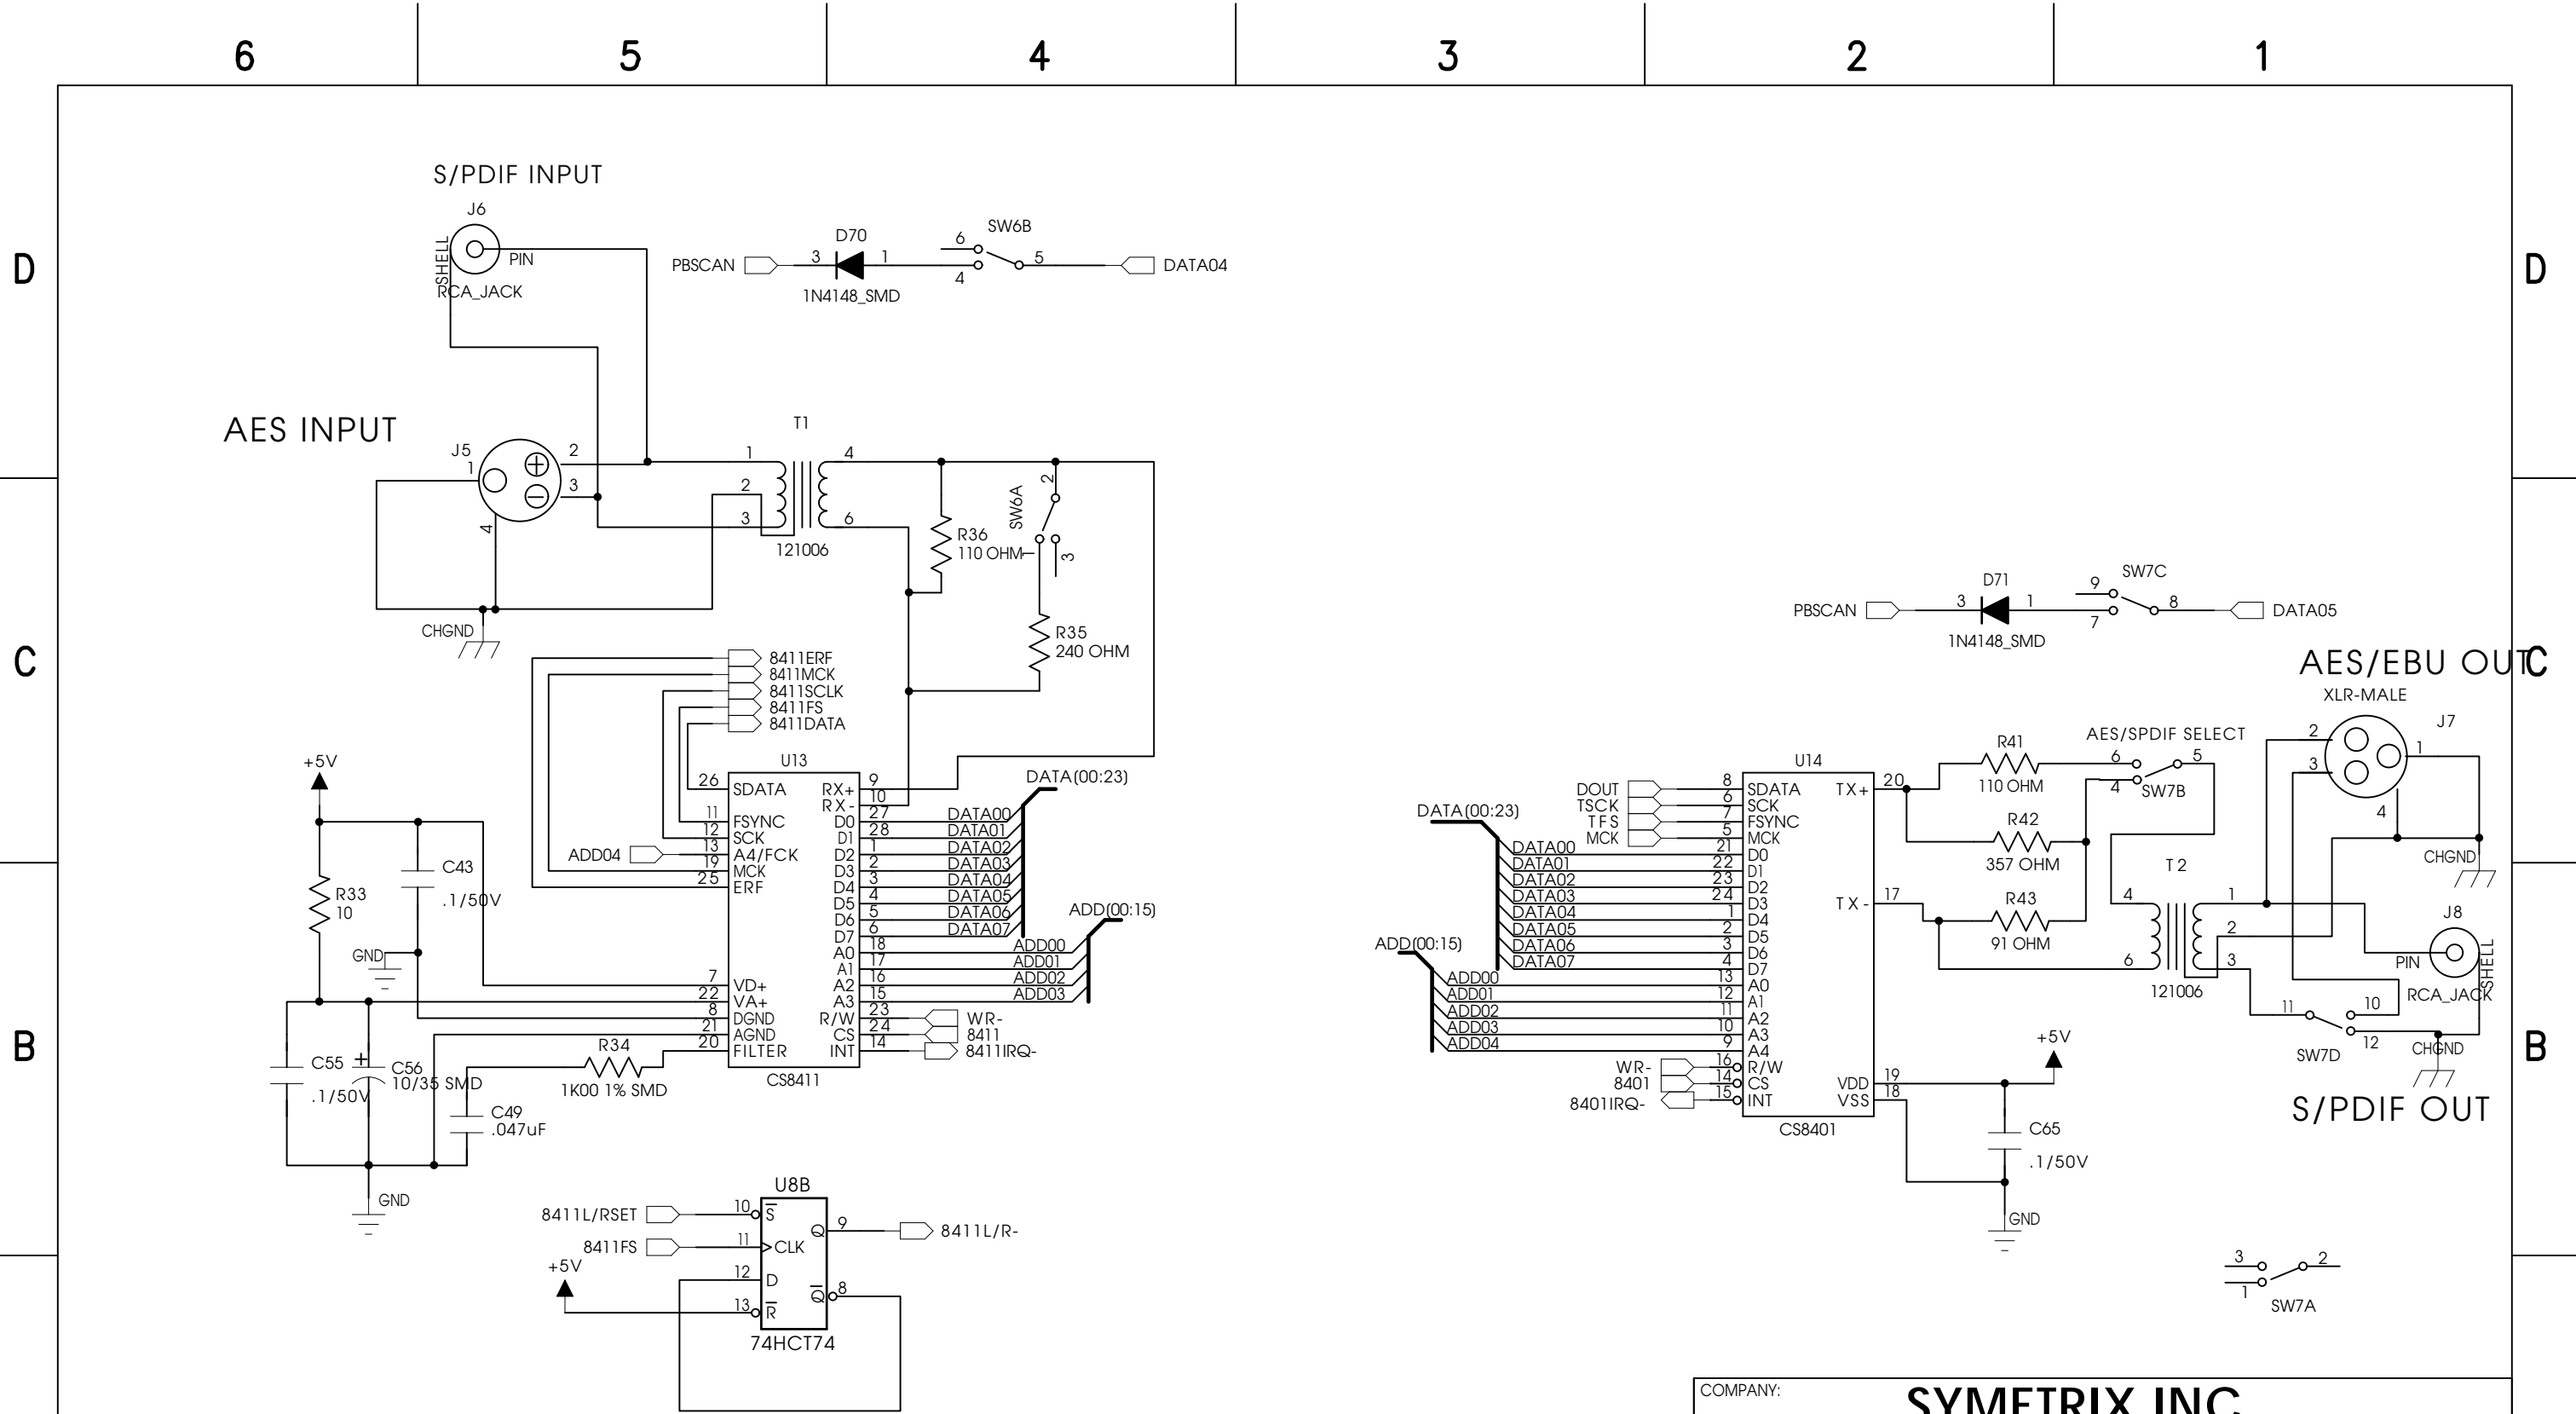 6 5 4 3 2 1
D D
S/PDIF INPUT
J6
SHELL
PIN
RCA_JACK
PBSCAN
3 D70 1
1N4148_SMD
SW6B
6
4
5
DATA04
AES INPUT
J5
1
2
3
4
CHGND
T1
1
2
3
4
6
121006
R36
110 OHM
SW6A
2
1
3
R35
240 OHM
C C
8411ERF
8411MCK
8411SCLK
8411FS
8411DATA
+5V
R33
10
C43
.1/50V
GND
C55
.1/50V
+
C56
10/35 SMD
C49
.047uF
GND
R34
1K00 1% SMD
ADD04
U13
26 SDATA
11 FSYNC
12 SCK
13 A4/FCK
19 MCK
25 ERF
7 VD+
22 VA+
8 DGND
21 AGND
20 FILTER
RX+ 9
RX- 10
D0 27 DATA00
D1 28 DATA01
D2 1 DATA02
D3 2 DATA03
D4 3 DATA04
D5 4 DATA05
D6 5 DATA06
D7 6 DATA07
A0 18 ADD00
A1 17 ADD01
A2 16 ADD02
A3 15 ADD03
R/W 23 WR-
CS 24 8411
INT 14 8411IRQ-
CS8411
DATA(00:23)
ADD(00:15)
B B
U8B
8411L/RSET 10 S
8411FS 11 CLK
12 D
+5V
13 R
Q 9 8411L/R-
Q 8
74HCT74
PBSCAN
3 D71 1
1N4148_SMD
SW7C
9
7
8
DATA05
AES/EBU OUT
XLR-MALE
J7
2
3
1
4
CHGND
DATA(00:23)
ADD(00:15)
U14
DOUT 8 SDATA
TSCK 6 SCK
TFS 7 FSYNC
MCK 5 MCK
DATA00 21 D0
DATA01 22 D1
DATA02 23 D2
DATA03 24 D3
DATA04 1 D4
DATA05 2 D5
DATA06 3 D6
DATA07 4 D7
ADD00 13 A0
ADD01 12 A1
ADD02 11 A2
ADD03 10 A3
ADD04 9 A4
WR- 16 R/W
8401 14 CS
8401IRQ- 15 INT
TX+ 20
TX- 17
VDD 19
VSS 18
CS8401
R41
110 OHM
R42
357 OHM
R43
91 OHM
AES/SPDIF SELECT
6
4
5
SW7B
T2
4
6
1
2
3
121006
J8
PIN
SHELL
RCA_JACK
11
10
12
SW7D
CHGND
S/PDIF OUT
+5V
C65
.1/50V
GND
3
1
2
SW7A
COMPANY:
SYMETRIX INC